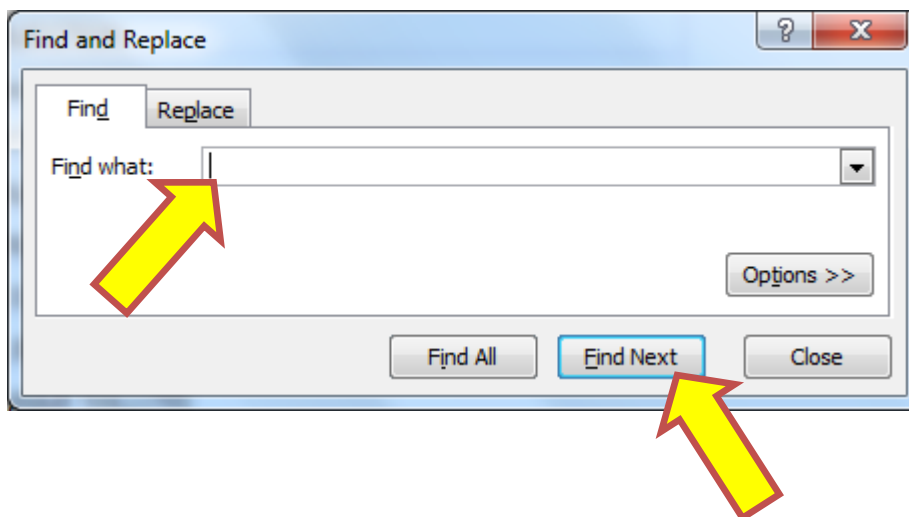 Find and Replace
Find Replace
Find what:
Options >>
Find All Find Next Close